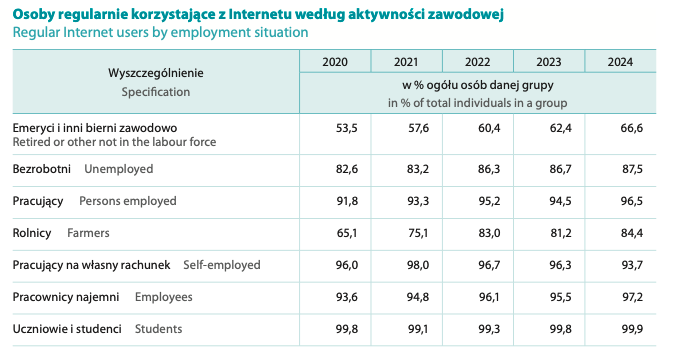 Osoby regularnie korzystające z Internetu według aktywności zawodowej
Regular Internet users by employment situation
Wyszczególnienie
Specification
2020 2021 2022 2023 2024
w % ogółu osób danej grupy
in % of total individuals in a group
Emeryci i inni bierni zawodowo 53,5 57,6 60,4 62,4 66,6
Retired or other not in the labour force
Bezrobotni Unemployed 82,6 83,2 86,3 86,7 87,5
Pracujący Persons employed 91,8 93,3 95,2 94,5 96,5
Rolnicy Farmers 65,1 75,1 83,0 81,2 84,4
Pracujący na własny rachunek Self-employed 96,0 98,0 96,7 96,3 93,7
Pracownicy najemni Employees 93,6 94,8 96,1 95,5 97,2
Uczniowie i studenci Students 99,8 99,1 99,3 99,8 99,9